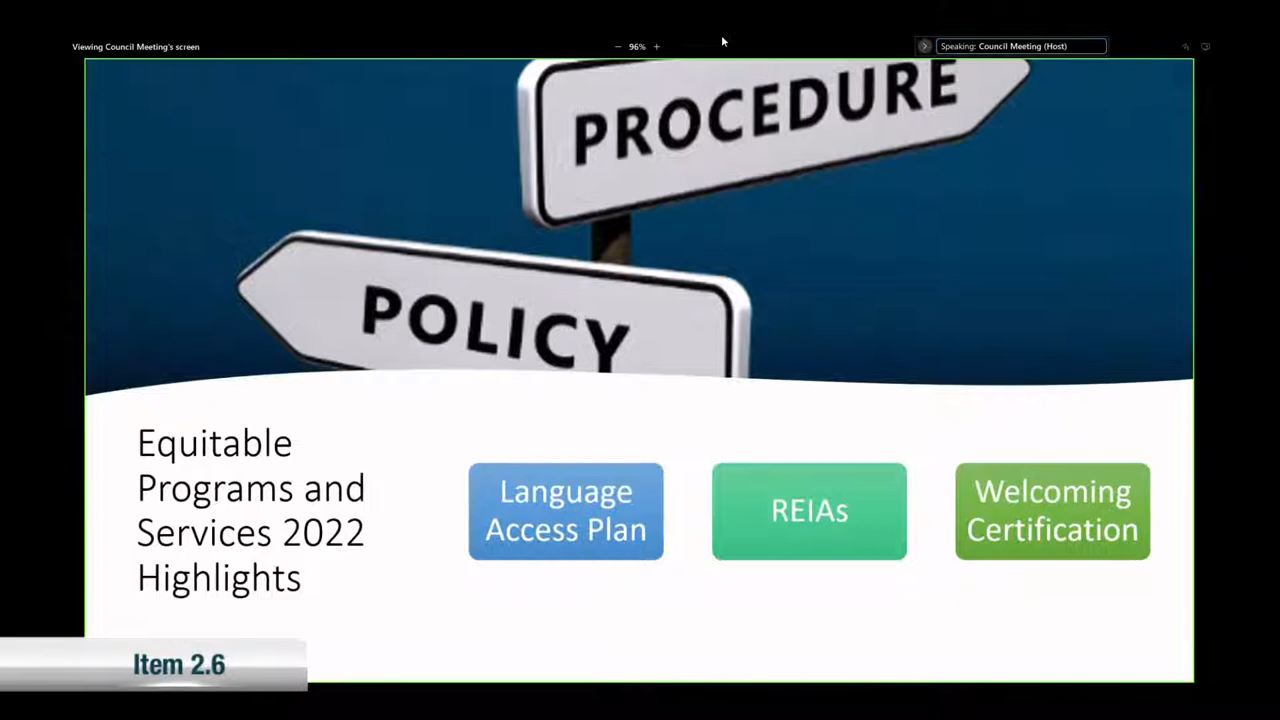 Viewing Council Meeting's screen
− 96% +
Speaking: Council Meeting (Host)
PROCEDURE
POLICY
Equitable
Programs and
Services 2022
Highlights
Language
Access Plan
REIAs
Welcoming
Certification
Item 2.6